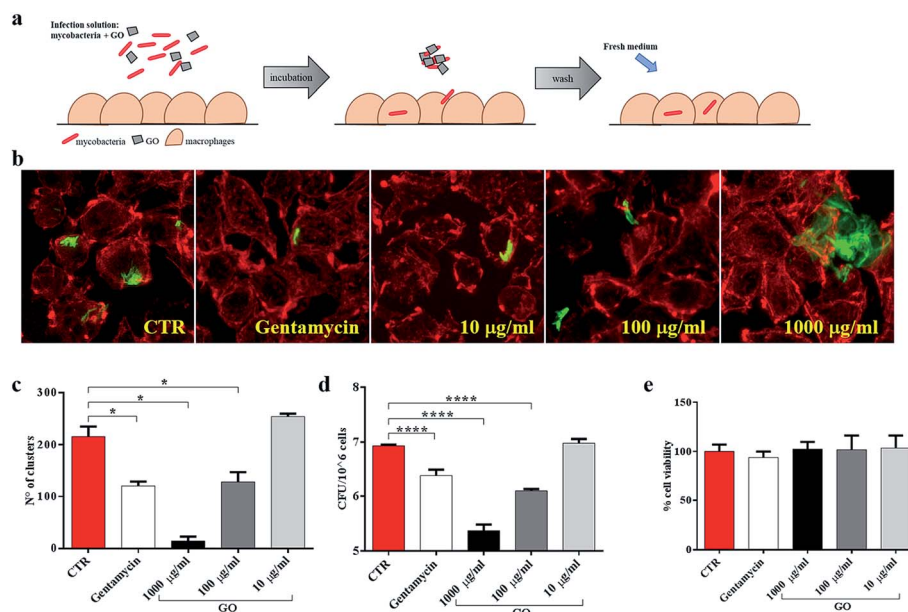 a
Infection solution:
mycobacteria + GO
incubation
wash
Fresh medium
mycobacteria
GO
macrophages
b
CTR
Gentamycin
10 µg/ml
100 µg/ml
1000 µg/ml
c
N° of clusters
300
200
100
0
*
*
*
CTR
Gentamycin
1000 µg/ml
100 µg/ml
10 µg/ml
GO
d
CFU/10^6 cells
8
7
6
5
****
****
****
CTR
Gentamycin
1000 µg/ml
100 µg/ml
10 µg/ml
GO
e
% cell viability
150
100
50
0
CTR
Gentamycin
1000 µg/ml
100 µg/ml
10 µg/ml
GO